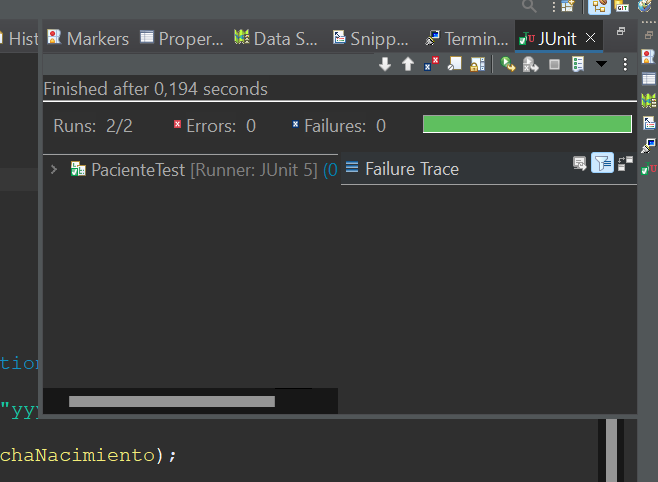 Hist
Markers
Proper...
Data S...
Snipp...
Termin...
JUnit
Finished after 0,194 seconds
Runs: 2/2
Errors: 0
Failures: 0
PacienteTest [Runner: JUnit 5] (0
Failure Trace
tion
"yyy
chaNacimiento);